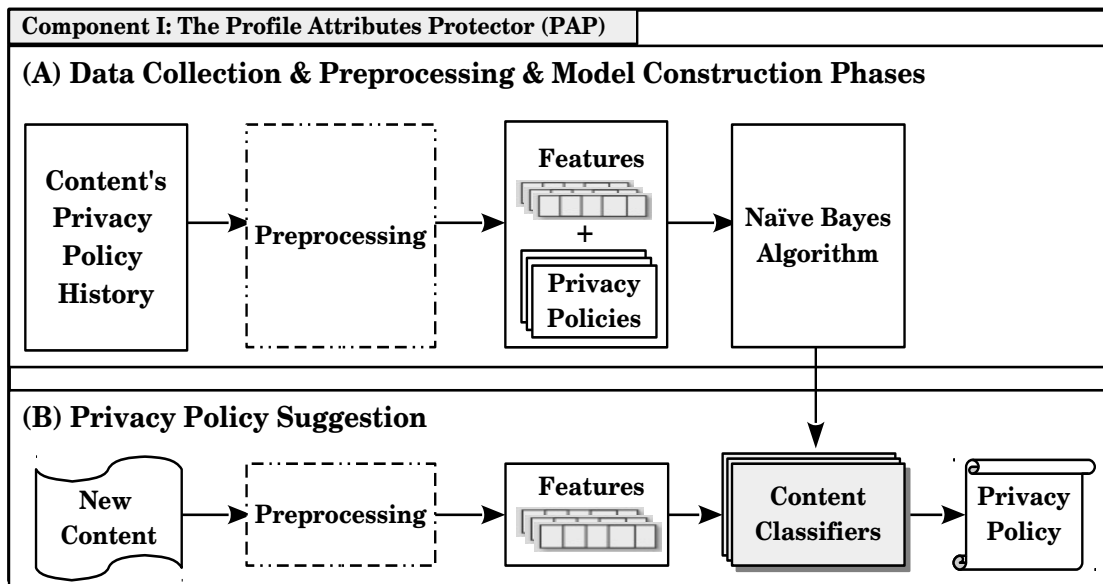 Component I: The Profile Attributes Protector (PAP)
(A) Data Collection & Preprocessing & Model Construction Phases
Content's
Privacy
Policy
History
Preprocessing
Features
+
Privacy
Policies
Naïve Bayes
Algorithm
(B) Privacy Policy Suggestion
New
Content
Preprocessing
Features
Content
Classifiers
Privacy
Policy